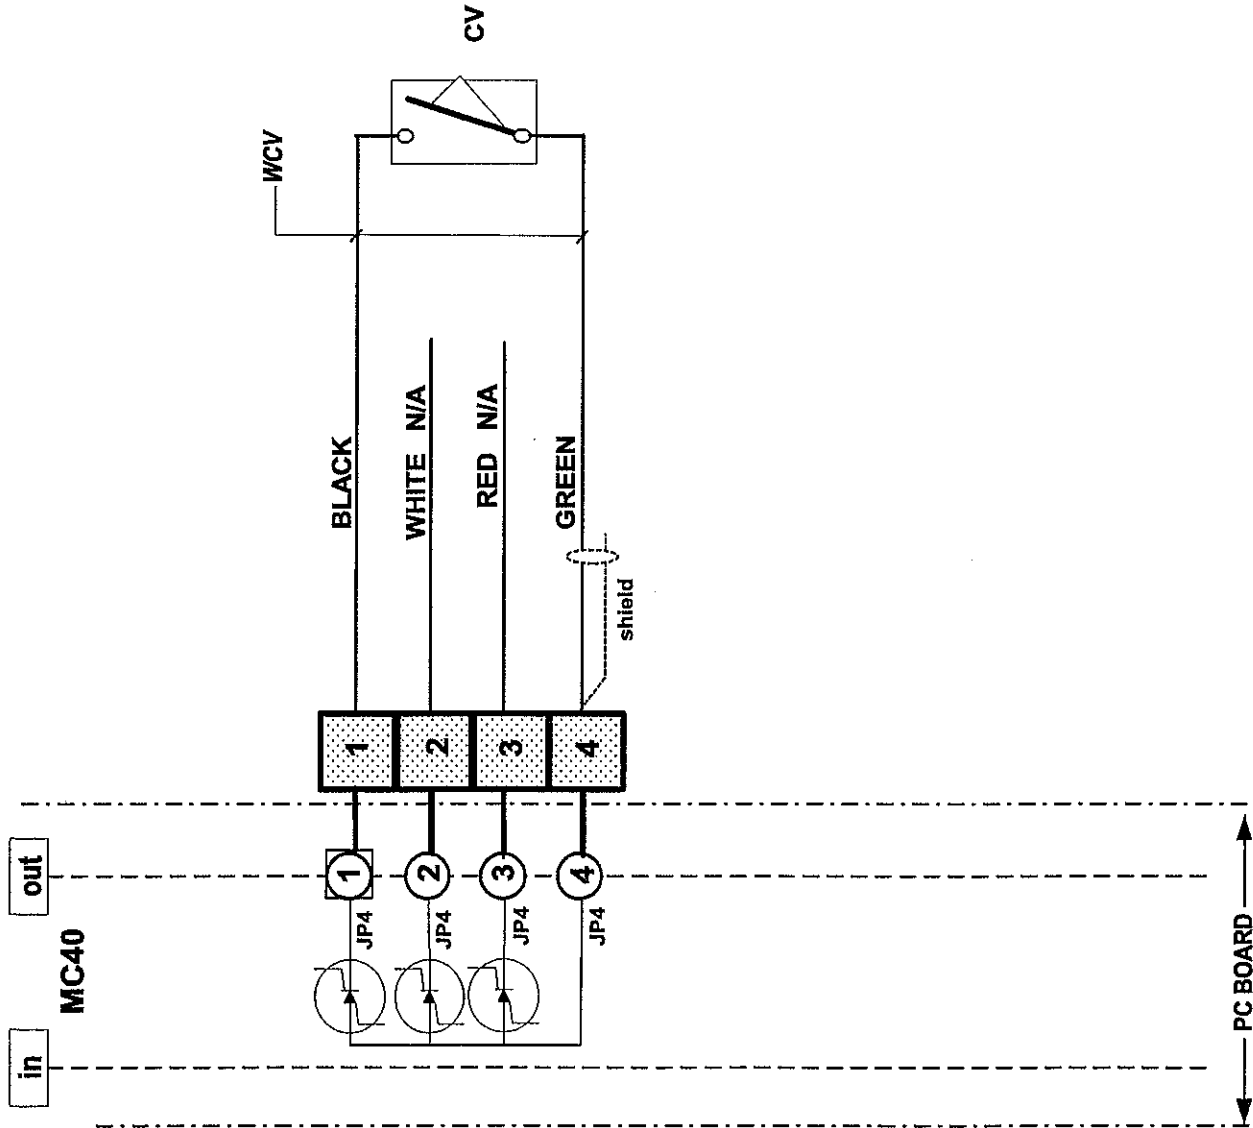 CV
WCV
BLACK
WHITE N/A
RED N/A
GREEN
shield
1
2
3
4
out
1
2
3
4
JP4
JP4
JP4
JP4
MC40
in
PC BOARD